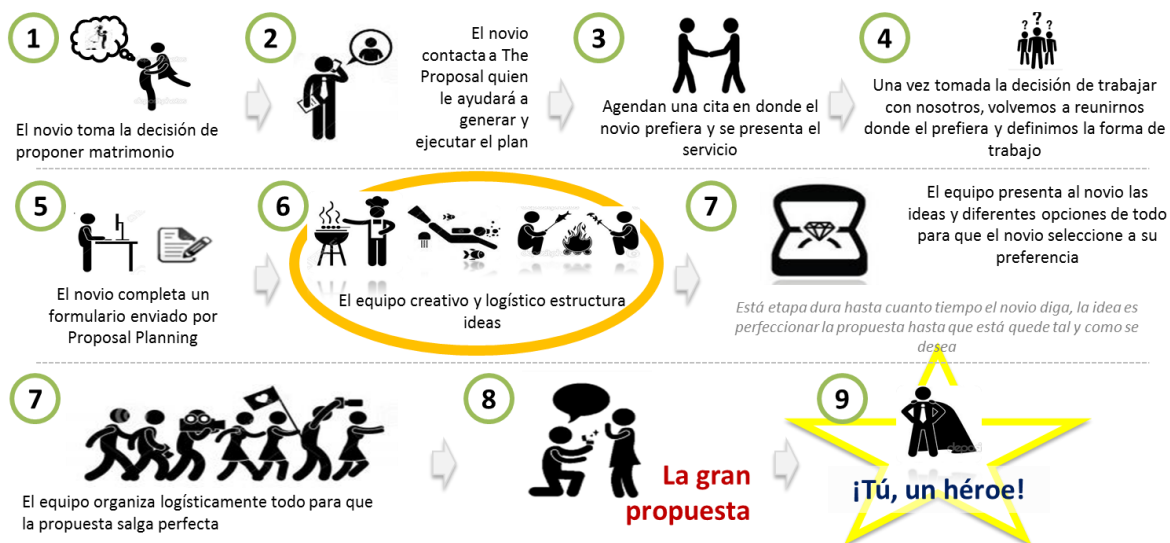 1
El novio toma la decisión de
proponer matrimonio
2
El novio
contacta a The
Proposal quien
le ayudará a
generar y
ejecutar el plan
3
Agendan una cita en donde el
novio prefiera y se presenta el
servicio
4
? ? ?
Una vez tomada la decisión de trabajar
con nosotros, volvemos a reunirnos
donde el prefiera y definimos la forma de
trabajo
5
El novio completa un
formulario enviado por
Proposal Planning
6
El equipo creativo y logístico estructura
ideas
7
El equipo presenta al novio las
ideas y diferentes opciones de todo
para que el novio seleccione a su
preferencia
Está etapa dura hasta cuanto tiempo el novio diga, la idea es
perfeccionar la propuesta hasta que está quede tal y como se
desea
7
El equipo organiza logísticamente todo para que
la propuesta salga perfecta
8
La gran
propuesta
9
¡Tú, un héroe!